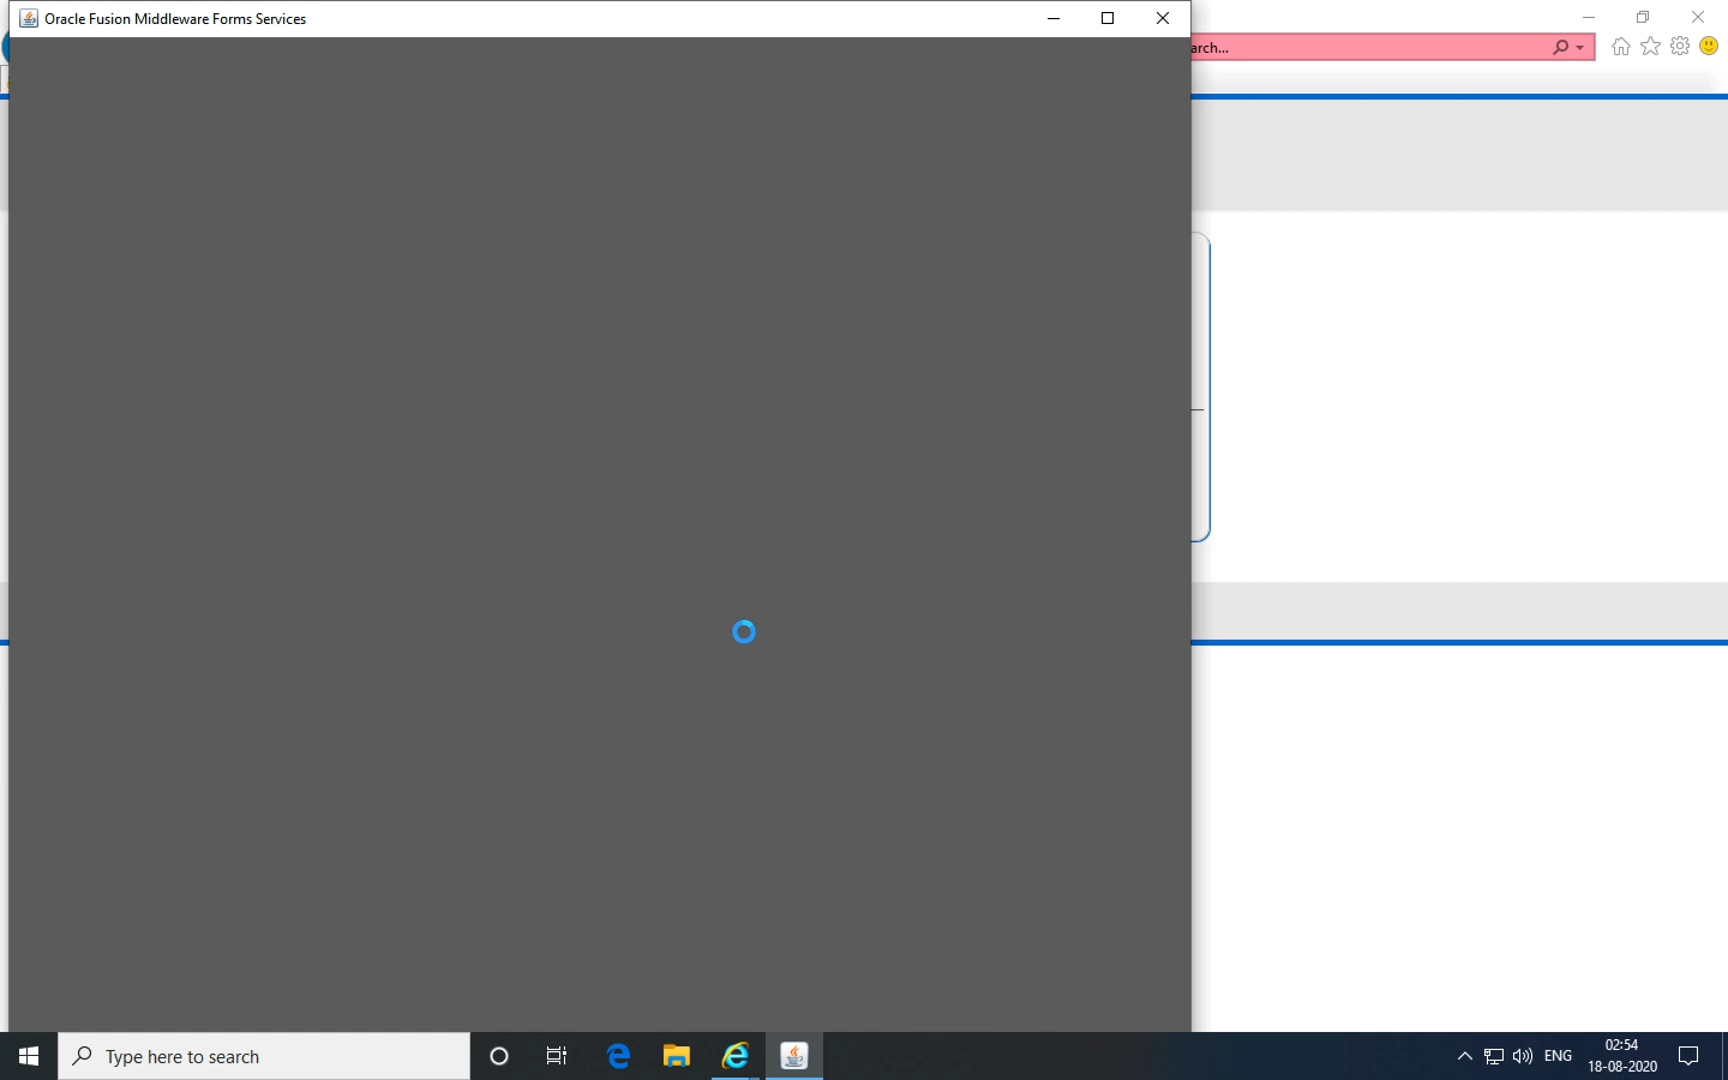 Oracle Fusion Middleware Forms Services
arch...
Type here to search
ENG
02:54
18-08-2020